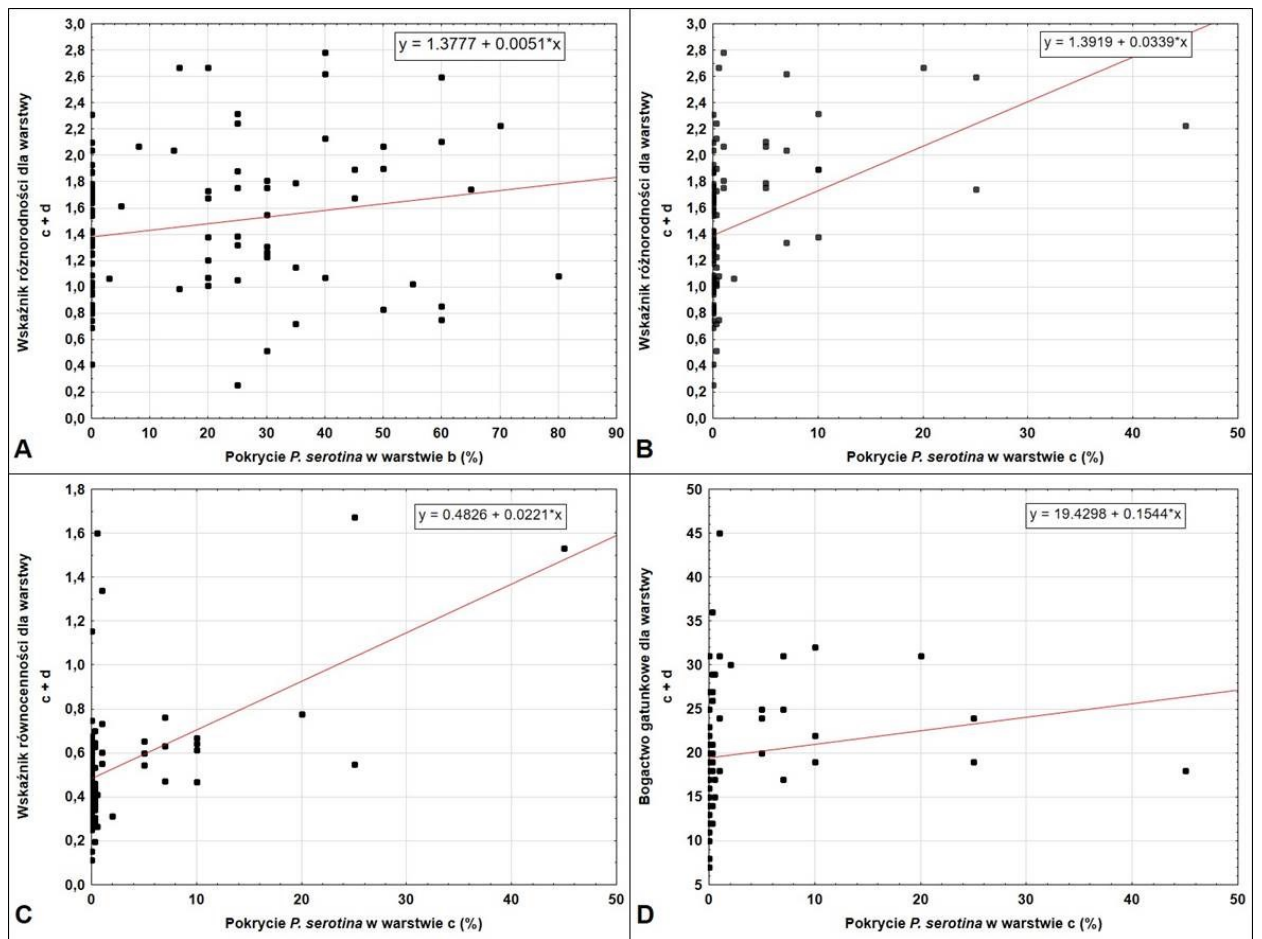 3,0
2,8
2,6
2,4
2,2
2,0
1,8
1,6
1,4
1,2
1,0
0,8
0,6
0,4
0,2
0,0
Wskaźnik różnorodności dla warstwy
c + d
y = 1.3777 + 0.0051*x
0 10 20 30 40 50 60 70 80 90
Pokrycie P. serotina w warstwie b (%)
A
3,0
2,8
2,6
2,4
2,2
2,0
1,8
1,6
1,4
1,2
1,0
0,8
0,6
0,4
0,2
0,0
Wskaźnik różnorodności dla warstwy
c + d
y = 1.3919 + 0.0339*x
0 10 20 30 40 50
Pokrycie P. serotina w warstwie c (%)
B
1,8
1,6
1,4
1,2
1,0
0,8
0,6
0,4
0,2
0,0
Wskaźnik równocenności dla warstwy
c + d
y = 0.4826 + 0.0221*x
0 10 20 30 40 50
Pokrycie P. serotina w warstwie c (%)
C
50
45
40
35
30
25
20
15
10
5
Bogactwo gatunkowe dla warstwy
c + d
y = 19.4298 + 0.1544*x
0 10 20 30 40 50
Pokrycie P. serotina w warstwie c (%)
D